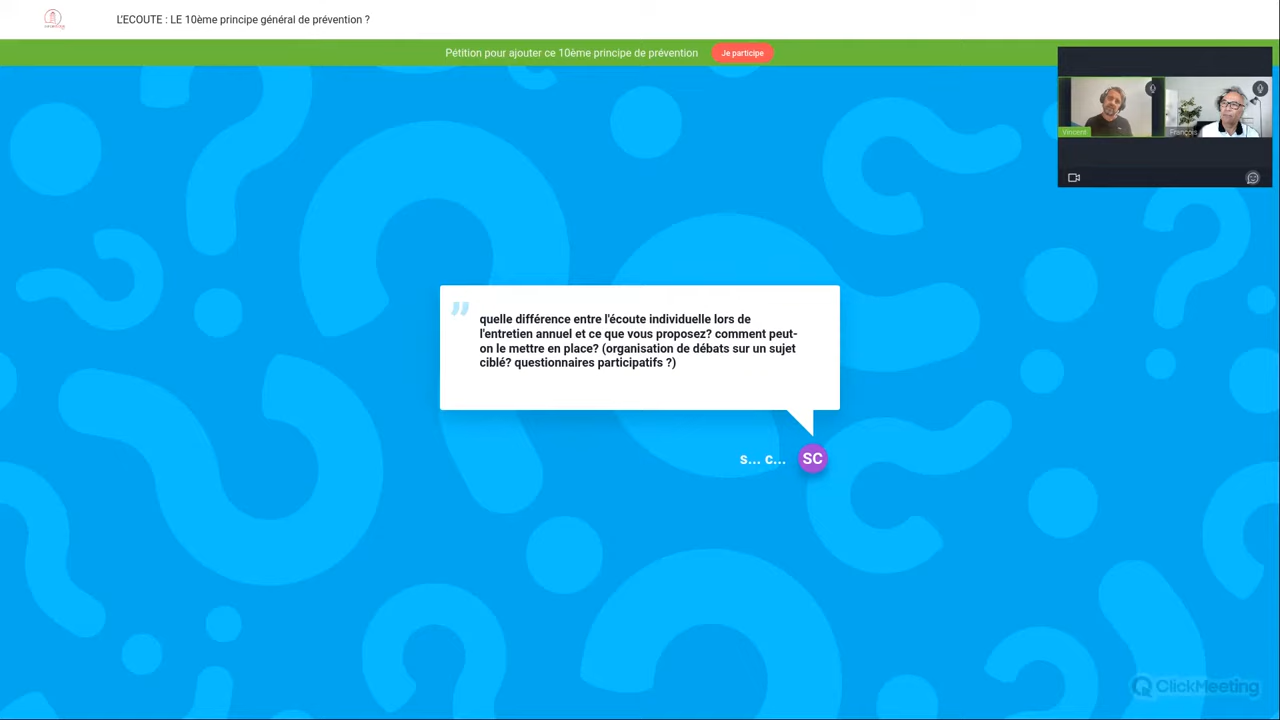 L'ECOUTE : LE 10ème principe général de prévention ?
Pétition pour ajouter ce 10ème principe de prévention
Je participe
Vincent
François
quelle différence entre l'écoute individuelle lors de
l'entretien annuel et ce que vous proposez? comment peut-
on le mettre en place? (organisation de débats sur un sujet
ciblé? questionnaires participatifs ?)
s... c...
SC
ClickMeeting